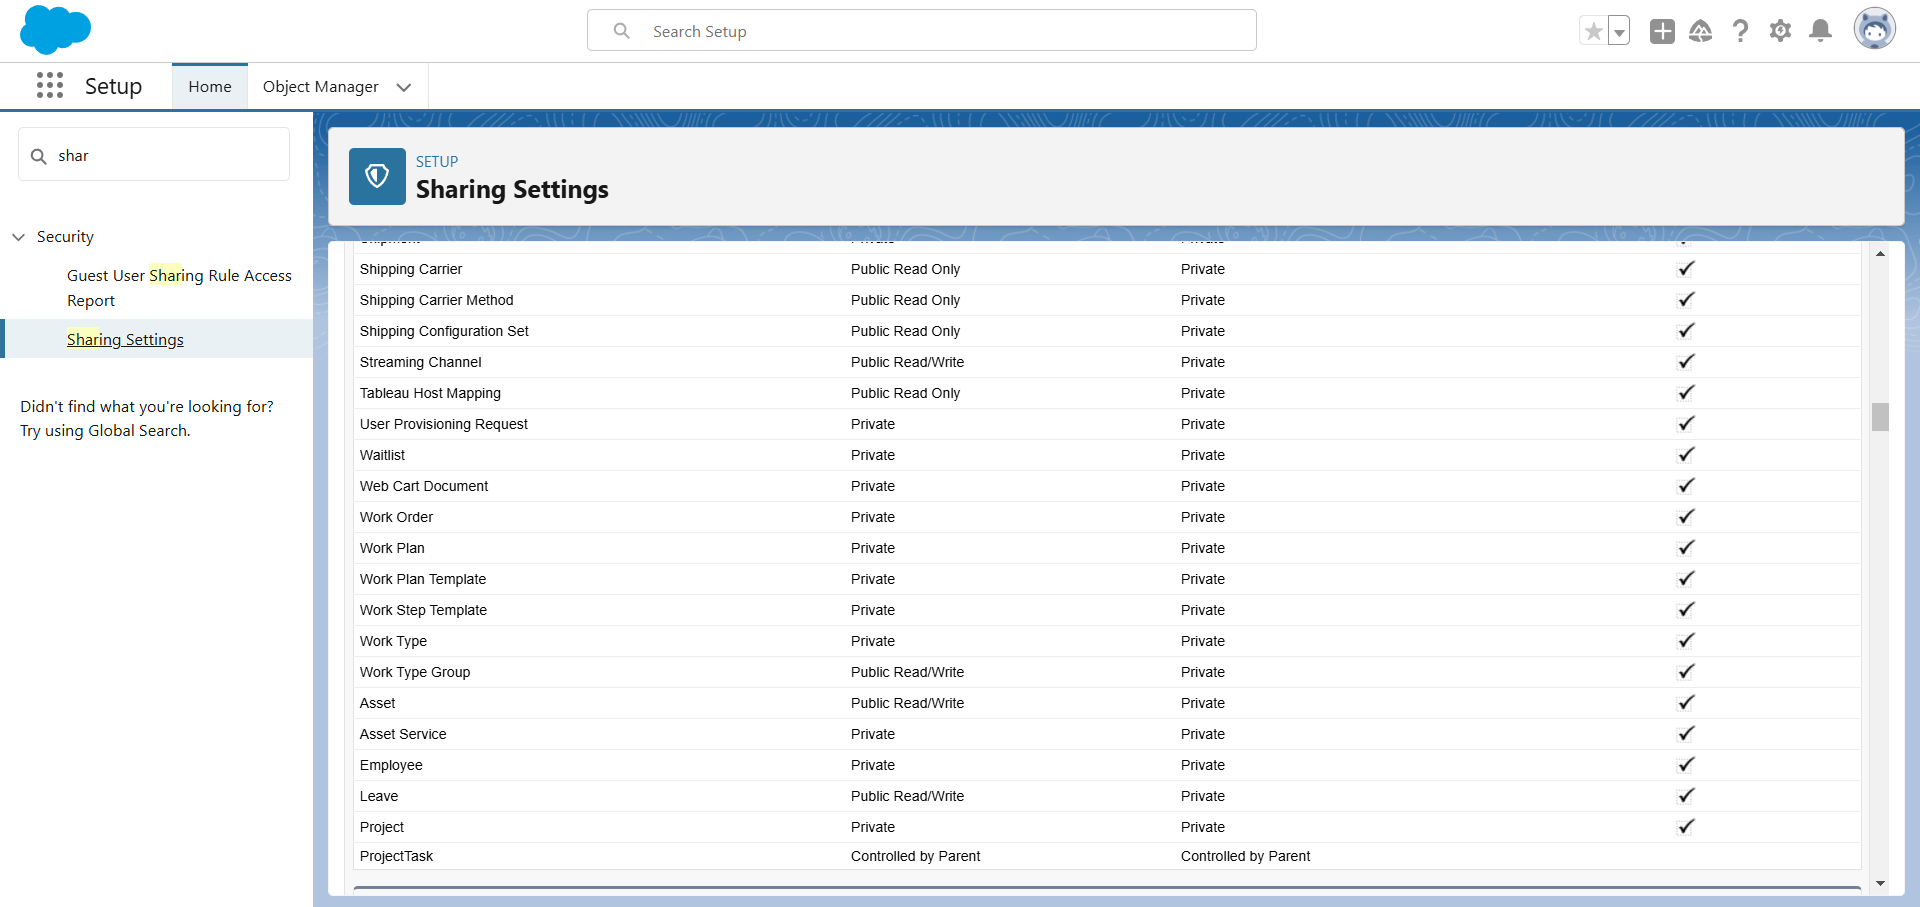 Search Setup
Setup
Home
Object Manager
shar
Security
Guest User Sharing Rule Access
Report
Sharing Settings
Didn't find what you're looking for?
Try using Global Search.
SETUP
Sharing Settings
Shipment Private Private
Shipping Carrier Public Read Only Private
Shipping Carrier Method Public Read Only Private
Shipping Configuration Set Public Read Only Private
Streaming Channel Public Read/Write Private
Tableau Host Mapping Public Read Only Private
User Provisioning Request Private Private
Waitlist Private Private
Web Cart Document Private Private
Work Order Private Private
Work Plan Private Private
Work Plan Template Private Private
Work Step Template Private Private
Work Type Private Private
Work Type Group Public Read/Write Private
Asset Public Read/Write Private
Asset Service Private Private
Employee Private Private
Leave Public Read/Write Private
Project Private Private
ProjectTask Controlled by Parent Controlled by Parent